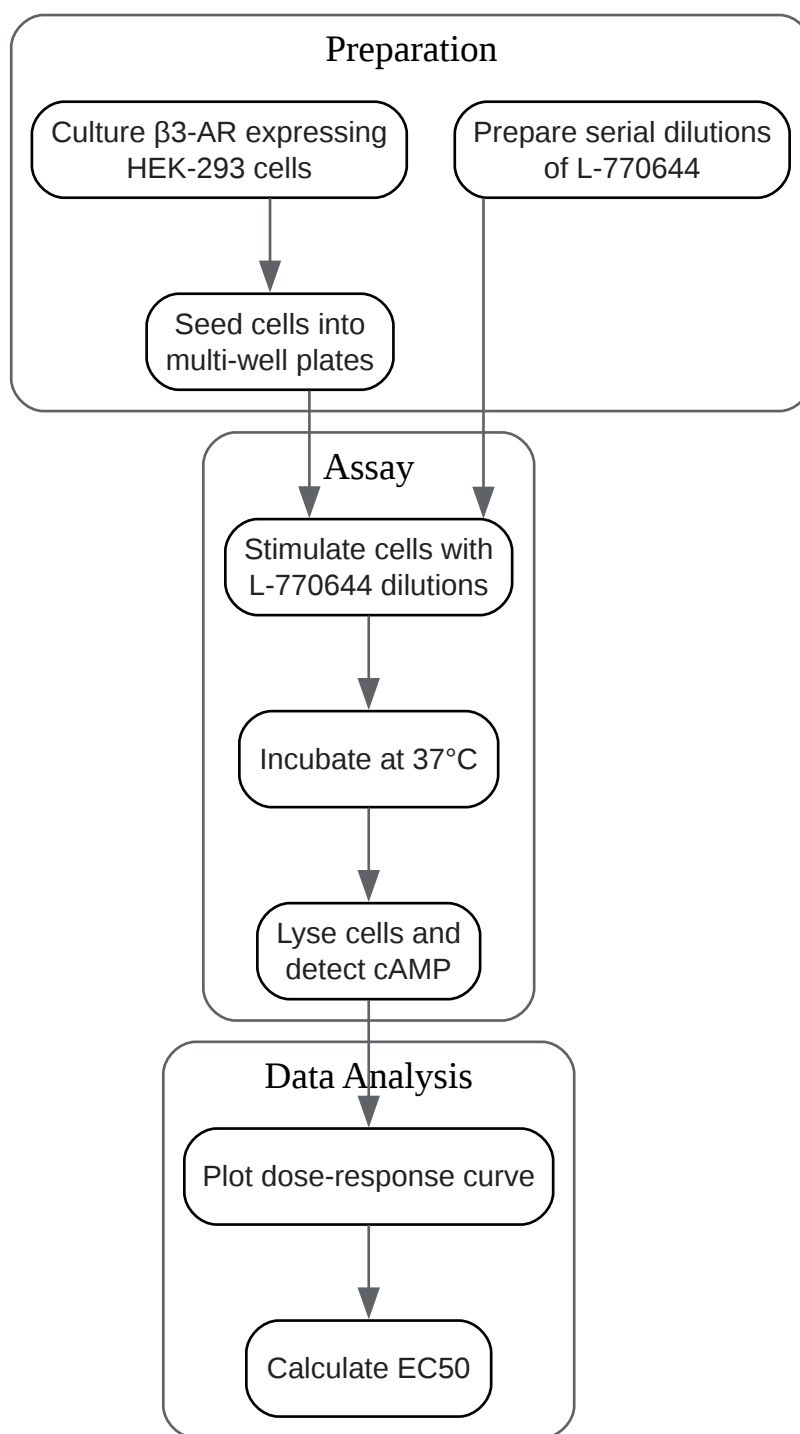 Preparation
Culture β3-AR expressing
HEK-293 cells
Prepare serial dilutions
of L-770644
Seed cells into
multi-well plates
Assay
Stimulate cells with
L-770644 dilutions
Incubate at 37°C
Lyse cells and
detect cAMP
Data Analysis
Plot dose-response curve
Calculate EC50